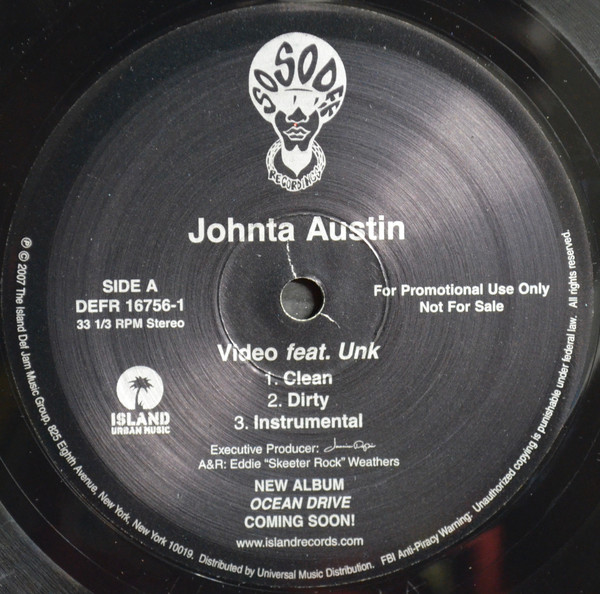 SO SO DEF
RECORDINGS
Johnta Austin
SIDE A
DEFR 16756-1
33 1/3 RPM Stereo
For Promotional Use Only
Not For Sale
Video feat. Unk
1. Clean
2. Dirty
3. Instrumental
ISLAND
URBAN MUSIC
Executive Producer:
A&R: Eddie “Skeeter Rock” Weathers
NEW ALBUM
OCEAN DRIVE
COMING SOON!
www.islandrecords.com
℗ © 2007 The Island Def Jam Music Group, 825 Eighth Avenue, New York, New York 10019. Distributed by Universal Music Distribution. FBI Anti-Piracy Warning: Unauthorized copying is punishable under federal law. All rights reserved.